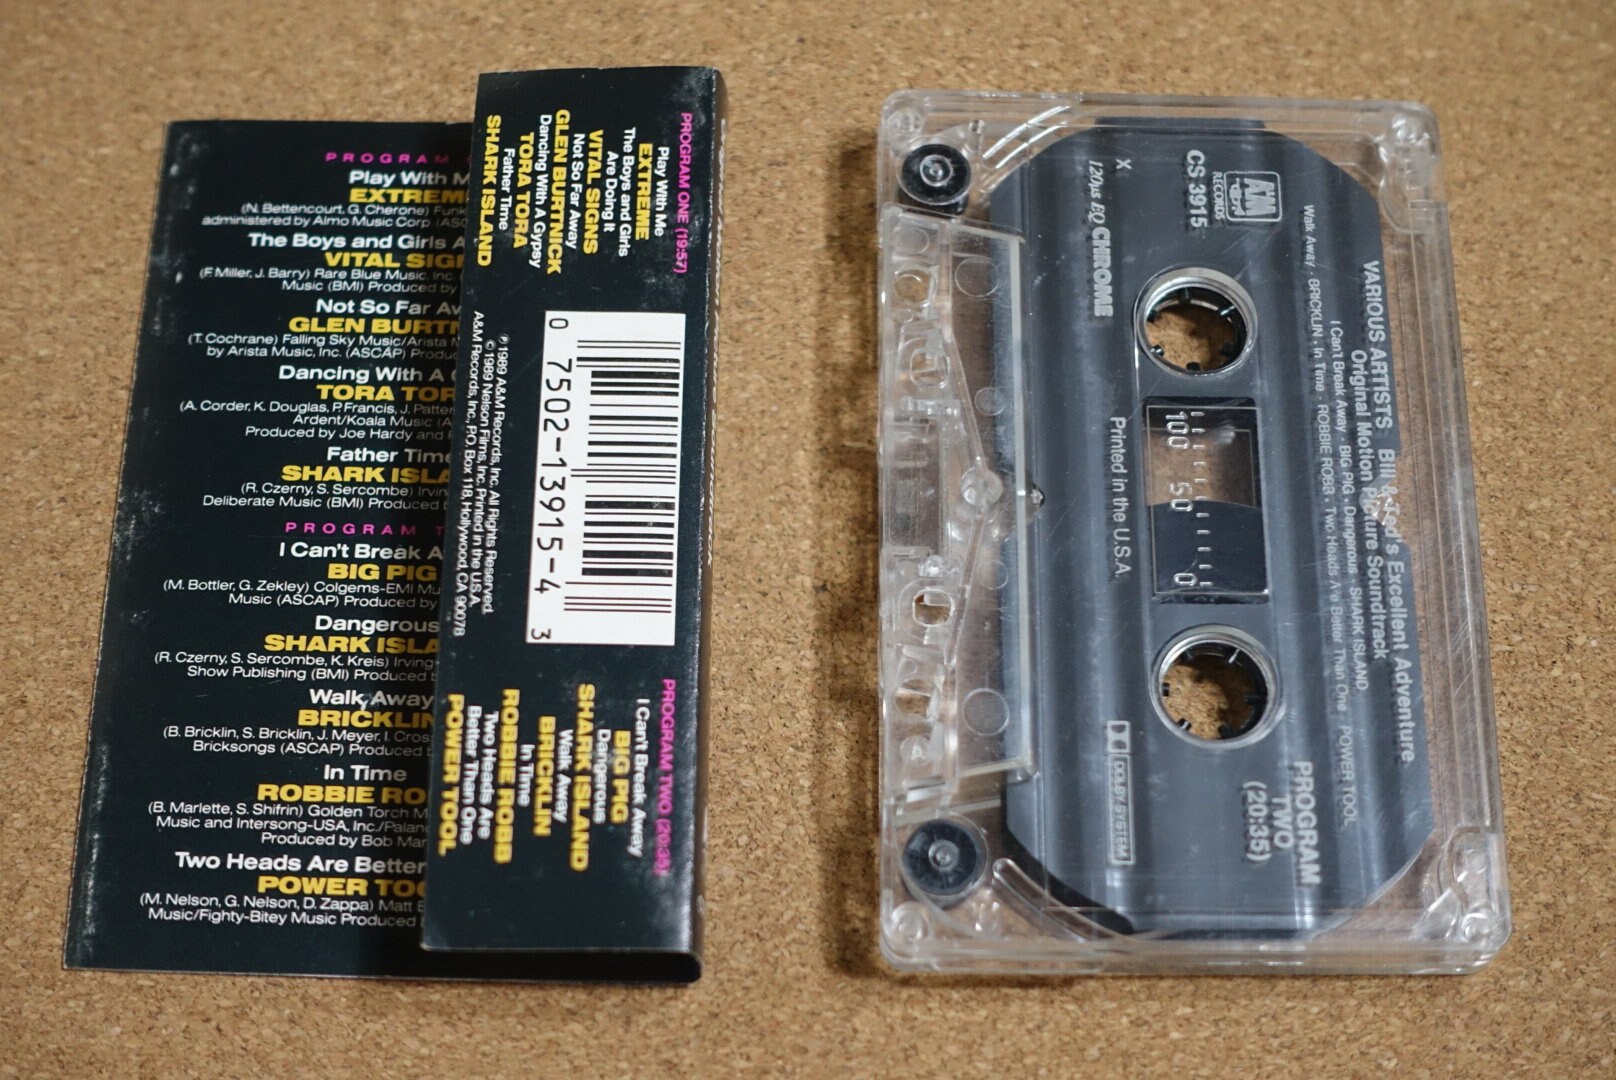 PROGRAM
Play With M
EXTREME
(N. Bettencourt, G. Cherone) Funk
administered by Almo Music Corp. (ASC
The Boys and Girls A
VITAL SIG
(F. Miller, J. Barry) Rare Blue Music, Inc.
Music (BMI) Produced by
Not So Far Aw
GLEN BURTN
(T. Cochrane) Falling Sky Music/Arista M
by Arista Music, Inc. (ASCAP) Produc
Dancing With A G
TORA TOR
(A. Corder, K. Douglas, P. Francis, J. Patter
Ardent/Koala Music (A
Produced by Joe Hardy and
Father Time
SHARK ISLA
(R. Czerny, S. Sercombe) Irvin
Deliberate Music (BMI) Produced b
PROGRAM T
I Can't Break A
BIG PIG
(M. Bottler, G. Zekley) Colgems-EMI Mu
Music (ASCAP) Produced by
Dangerous
SHARK ISLA
(R. Czerny, S. Sercombe, K. Kreis) Irving
Show Publishing (BMI) Produced
Walk Away
BRICKLIN
(B. Bricklin, S. Bricklin, J. Meyer, I. Cros
Bricksongs (ASCAP) Produced b
In Time
ROBBIE RO
(B. Marlette, S. Shifrin) Golden Torch M
Music and Intersong-USA, Inc./Palan
Produced by Bob Mar
Two Heads Are Better
POWER TOO
(M. Nelson, G. Nelson, D. Zappa) Matt B
Music/Fighty-Bitey Music Produced
PROGRAM ONE (19:57)
Play With Me
EXTREME
The Boys and Girls
Are Doing It
VITAL SIGNS
Not So Far Away
GLEN BURTNICK
Dancing With A Gypsy
TORA TORA
Father Time
SHARK ISLAND
0 7502-13915-4 3
℗1989 A&M Records, Inc. All Rights Reserved.
©1989 Nelson Films, Inc. Printed in the U.S.A.
A&M Records, Inc., P.O. Box 118, Hollywood, CA 90078
PROGRAM TWO (20:35)
I Can't Break Away
BIG PIG
Dangerous
SHARK ISLAND
Walk Away
BRICKLIN
In Time
ROBBIE ROBB
Two Heads Are
Better Than One
POWER TOOL
VARIOUS ARTISTS Bill & Ted's Excellent Adventure
Original Motion Picture Soundtrack
I Can't Break Away · BIG PIG · Dangerous · SHARK ISLAND
Walk Away · BRICKLIN · In Time · ROBBIE ROBB · Two Heads Are Better Than One · POWER TOOL
A&M
RECORDS
CS 3915
PROGRAM
TWO
(20:35)
100 50 0
Printed in the U.S.A.
X
120µs EQ CHROME
DOLBY SYSTEM